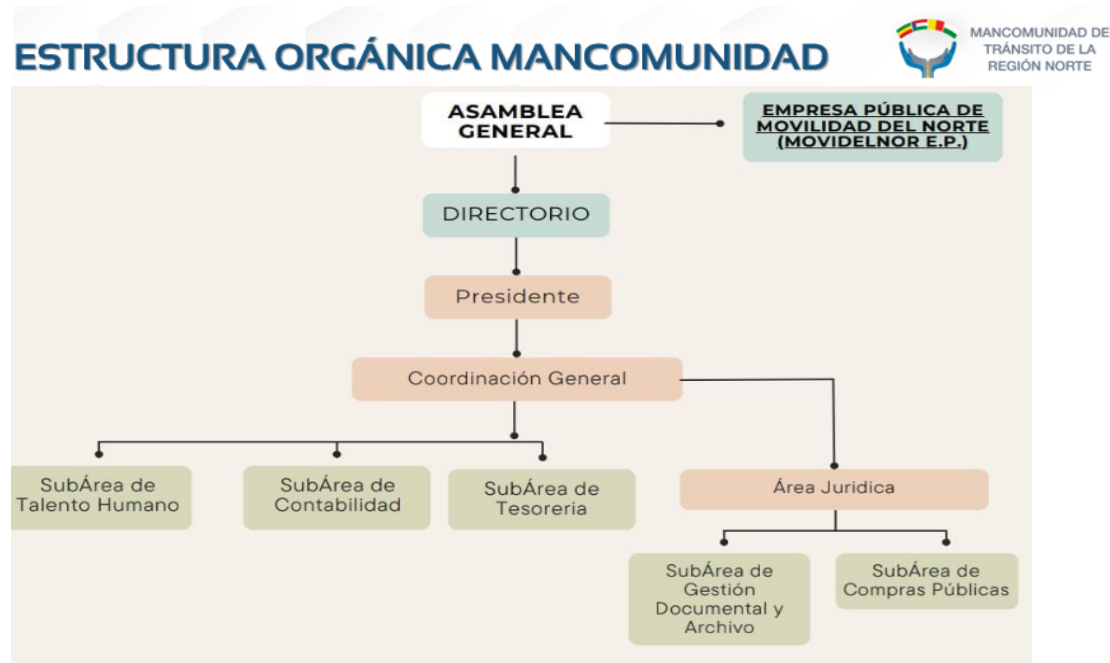 ESTRUCTURA ORGÁNICA MANCOMUNIDAD
MANCOMUNIDAD DE
TRÁNSITO DE LA
REGIÓN NORTE
ASAMBLEA
GENERAL
EMPRESA PÚBLICA DE
MOVILIDAD DEL NORTE
(MOVIDELNOR E.P.)
DIRECTORIO
Presidente
Coordinación General
SubÁrea de
Talento Humano
SubÁrea de
Contabilidad
SubÁrea de
Tesoreria
Área Juridica
SubÁrea de
Gestión
Documental y
Archivo
SubÁrea de
Compras Públicas